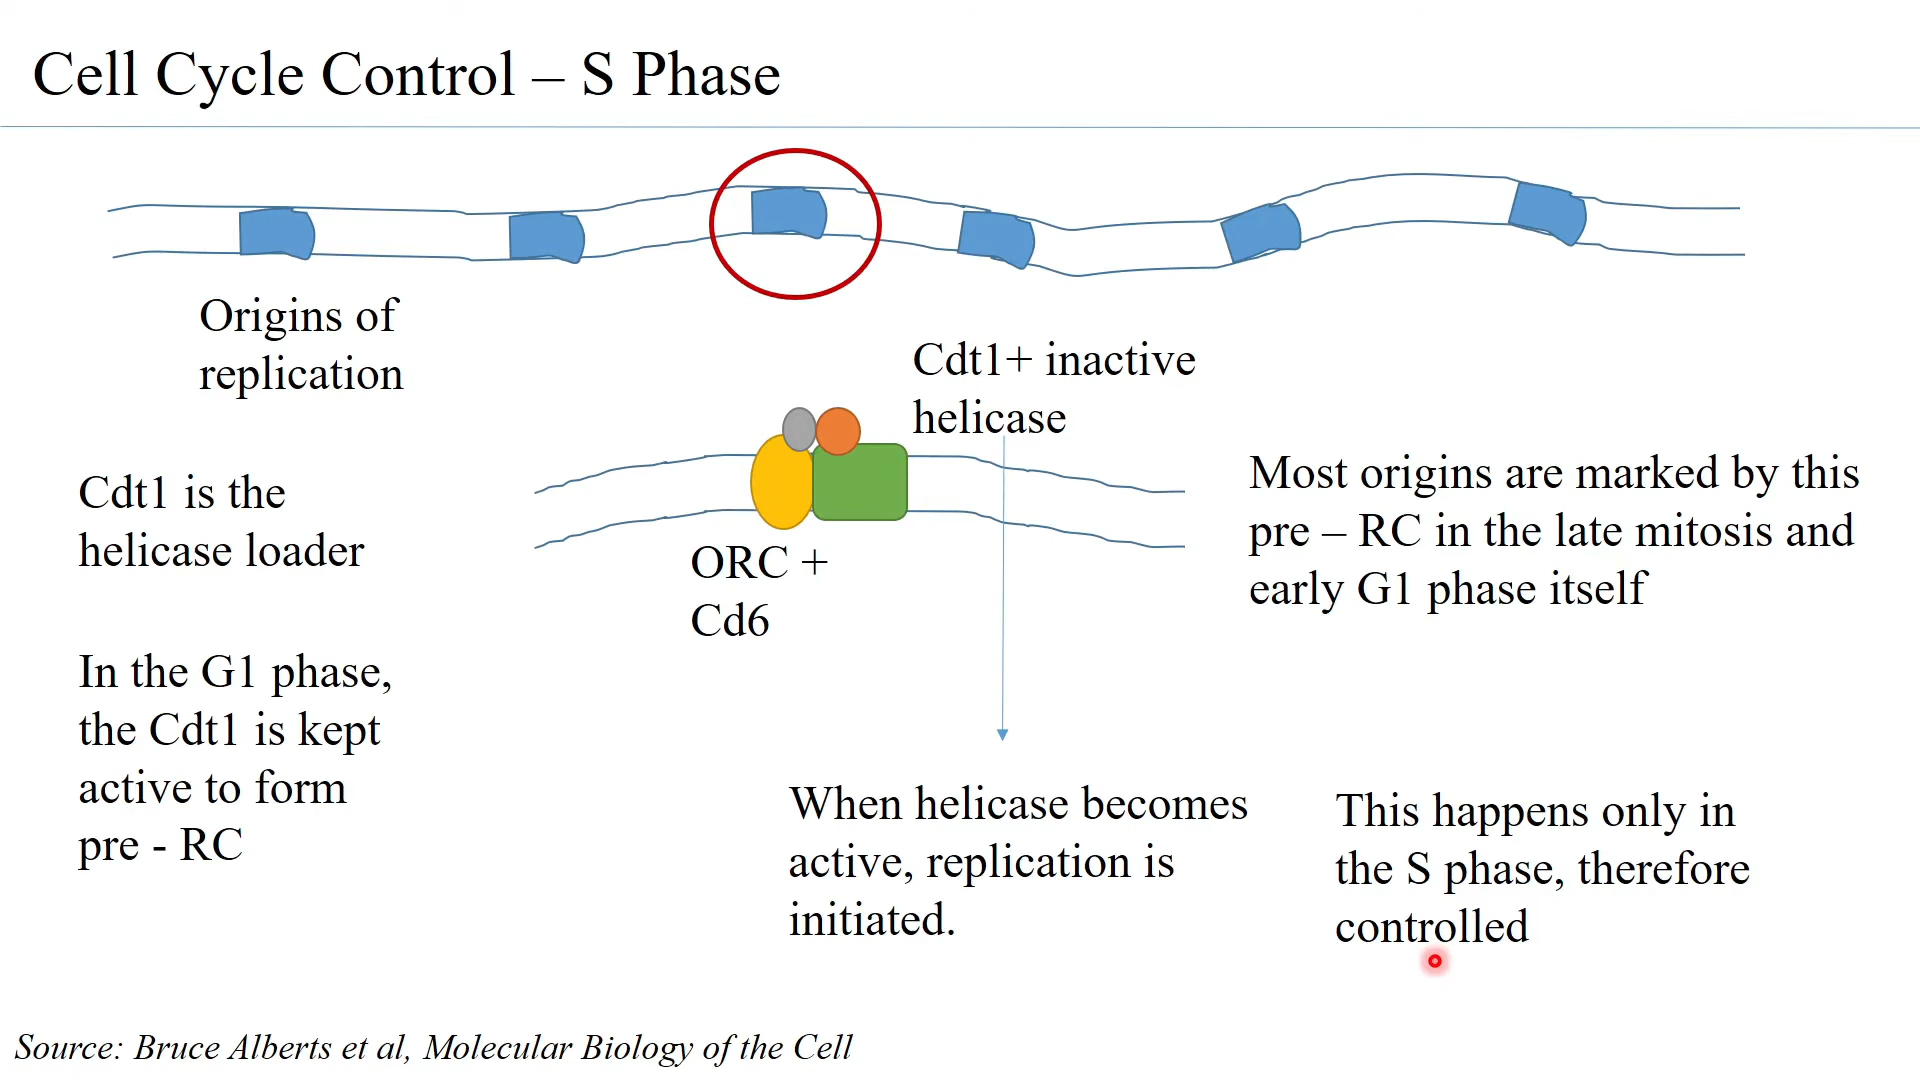 Cell Cycle Control – S Phase
Origins of
replication
Cdt1+ inactive
helicase
Cdt1 is the
helicase loader
ORC +
Cd6
Most origins are marked by this
pre – RC in the late mitosis and
early G1 phase itself
In the G1 phase,
the Cdt1 is kept
active to form
pre - RC
When helicase becomes
active, replication is
initiated.
This happens only in
the S phase, therefore
controlled
Source: Bruce Alberts et al, Molecular Biology of the Cell